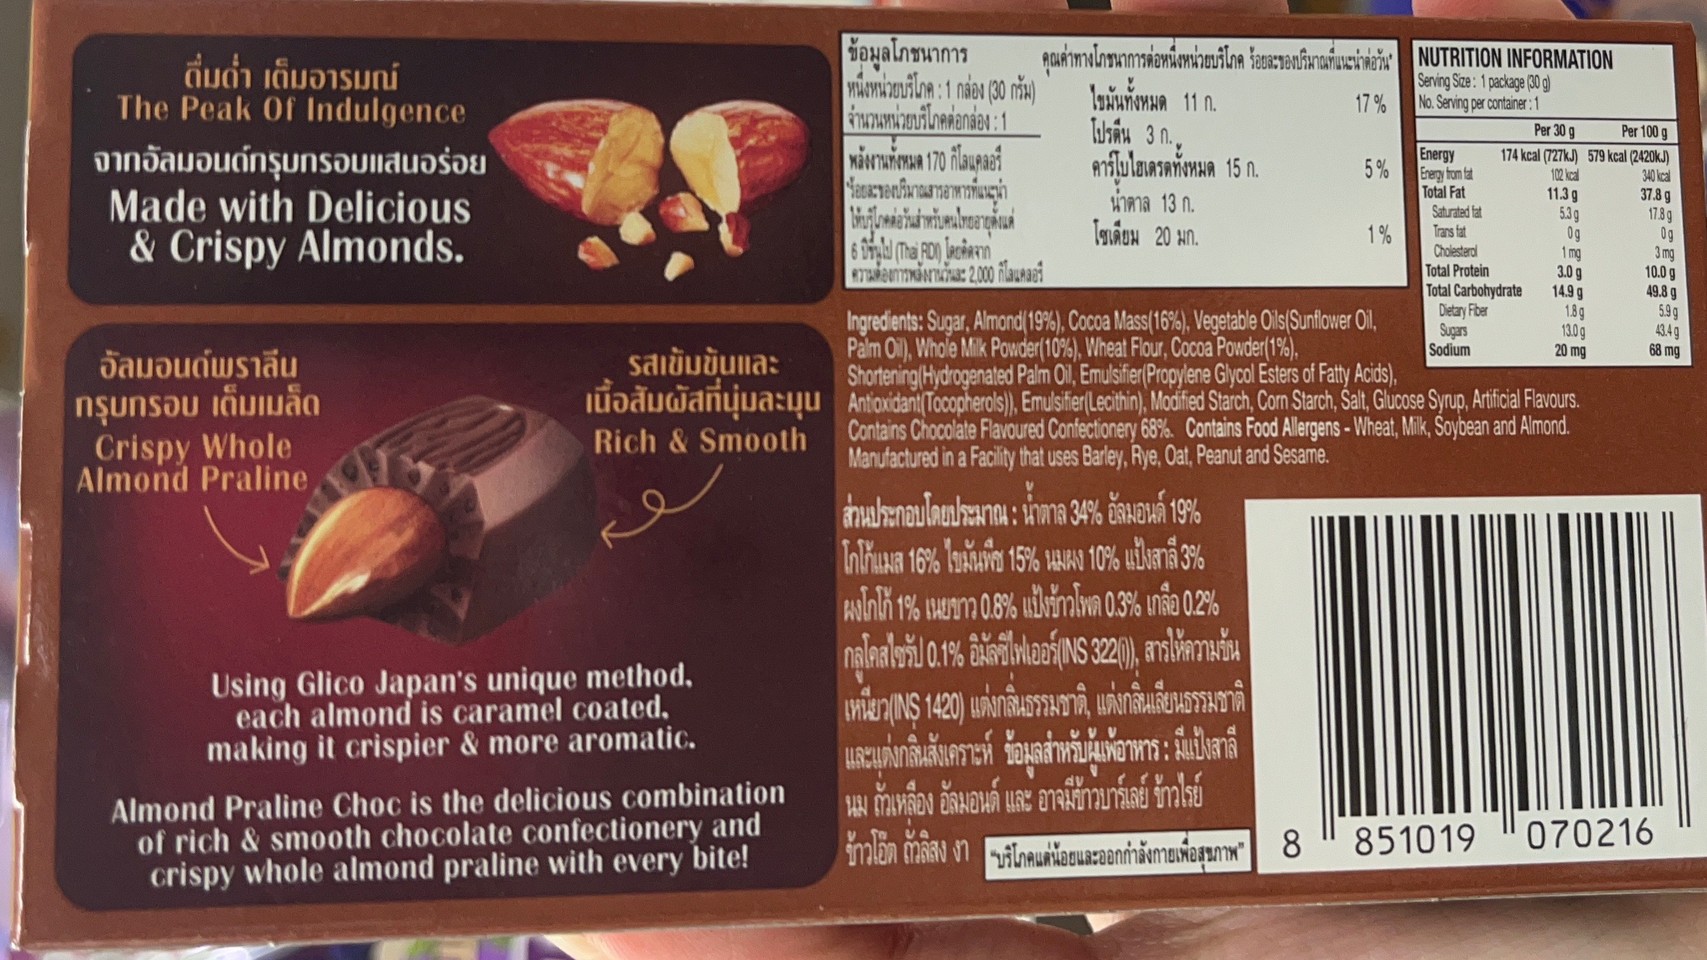 ดื่มด่ำ เต็มอารมณ์
The Peak Of Indulgence
จากอัลมอนด์กรุบกรอบแสนอร่อย
Made with Delicious
& Crispy Almonds.
อัลมอนด์พราลีน
กรุบกรอบ เต็มเมล็ด
Crispy Whole
Almond Praline
รสเข้มข้นและ
เนื้อสัมผัสที่นุ่มละมุน
Rich & Smooth
Using Glico Japan's unique method,
each almond is caramel coated,
making it crispier & more aromatic.
Almond Praline Choc is the delicious combination
of rich & smooth chocolate confectionery and
crispy whole almond praline with every bite!
ข้อมูลโภชนาการ
หนึ่งหน่วยบริโภค : 1 กล่อง (30 กรัม)
จำนวนหน่วยบริโภคต่อกล่อง : 1
พลังงานทั้งหมด 170 กิโลแคลอรี
*ร้อยละของปริมาณสารอาหารที่แนะนำ
ให้บริโภคต่อวันสำหรับคนไทยอายุตั้งแต่
6 ปีขึ้นไป (Thai RDI) โดยคิดจาก
ความต้องการพลังงานวันละ 2,000 กิโลแคลอรี
คุณค่าทางโภชนาการต่อหนึ่งหน่วยบริโภค ร้อยละของปริมาณที่แนะนำต่อวัน*
ไขมันทั้งหมด 11 ก. 17 %
โปรตีน 3 ก.
คาร์โบไฮเดรตทั้งหมด 15 ก. 5 %
น้ำตาล 13 ก.
โซเดียม 20 มก. 1 %
NUTRITION INFORMATION
Serving Size : 1 package (30 g)
No. Serving per container : 1
Per 30 g Per 100 g
Energy 174 kcal (727kJ) 579 kcal (2420kJ)
Energy from fat 102 kcal 340 kcal
Total Fat 11.3 g 37.8 g
Saturated fat 5.3 g 17.8 g
Trans fat 0 g 0 g
Cholesterol 1 mg 3 mg
Total Protein 3.0 g 10.0 g
Total Carbohydrate 14.9 g 49.8 g
Dietary Fiber 1.8 g 5.9 g
Sugars 13.0 g 43.4 g
Sodium 20 mg 68 mg
Ingredients: Sugar, Almond(19%), Cocoa Mass(16%), Vegetable Oils(Sunflower Oil,
Palm Oil), Whole Milk Powder(10%), Wheat Flour, Cocoa Powder(1%),
Shortening(Hydrogenated Palm Oil, Emulsifier(Propylene Glycol Esters of Fatty Acids),
Antioxidant(Tocopherols)), Emulsifier(Lecithin), Modified Starch, Corn Starch, Salt, Glucose Syrup, Artificial Flavours.
Contains Chocolate Flavoured Confectionery 68%. Contains Food Allergens - Wheat, Milk, Soybean and Almond.
Manufactured in a Facility that uses Barley, Rye, Oat, Peanut and Sesame.
ส่วนประกอบโดยประมาณ : น้ำตาล 34% อัลมอนด์ 19%
โกโก้แมส 16% ไขมันพืช 15% นมผง 10% แป้งสาลี 3%
ผงโกโก้ 1% เนยขาว 0.8% แป้งข้าวโพด 0.3% เกลือ 0.2%
กลูโคสไซรัป 0.1% อิมัลซิไฟเออร์(INS 322(i)), สารให้ความข้น
เหนียว(INS 1420) แต่งกลิ่นธรรมชาติ, แต่งกลิ่นเลียนธรรมชาติ
และแต่งกลิ่นสังเคราะห์ ข้อมูลสำหรับผู้แพ้อาหาร : มีแป้งสาลี
นม ถั่วเหลือง อัลมอนด์ และ อาจมีข้าวบาร์เลย์ ข้าวไรย์
ข้าวโอ๊ต ถั่วลิสง งา
"บริโภคแต่น้อยและออกกำลังกายเพื่อสุขภาพ"
8 851019 070216